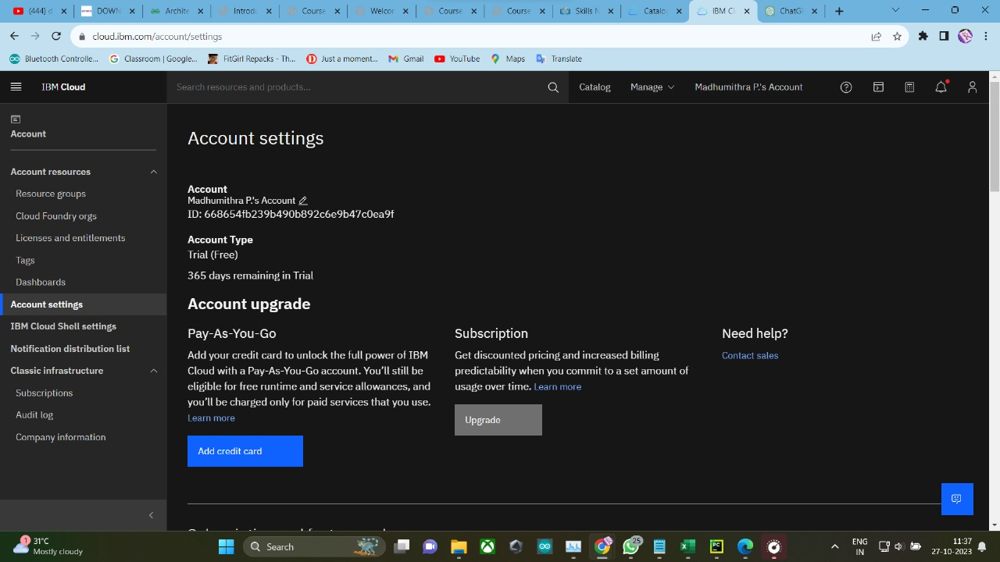 (444) d
DOWN
Archite
Introdu
Course
Welcon
Course
Course
Skills N
Catalog
IBM Cl
ChatG
cloud.ibm.com/account/settings
Bluetooth Controlle...
Classroom | Google...
FitGirl Repacks - Th...
Just a moment...
Gmail
YouTube
Maps
Translate
IBM Cloud
Search resources and products...
Catalog
Manage
Madhumithra P.'s Account
Account
Account resources
Resource groups
Cloud Foundry orgs
Licenses and entitlements
Tags
Dashboards
Account settings
IBM Cloud Shell settings
Notification distribution list
Classic infrastructure
Subscriptions
Audit log
Company information
Account settings
Account
Madhumithra P.'s Account
ID: 668654fb239b490b892c6e9b47c0ea9f
Account Type
Trial (Free)
365 days remaining in Trial
Account upgrade
Pay-As-You-Go
Add your credit card to unlock the full power of IBM
Cloud with a Pay-As-You-Go account. You’ll still be
eligible for free runtime and service allowances, and
you’ll be charged only for paid services that you use.
Learn more
Add credit card
Subscription
Get discounted pricing and increased billing
predictability when you commit to a set amount of
usage over time. Learn more
Upgrade
Need help?
Contact sales
1
31°C
Mostly cloudy
Search
25
ENG
IN
11:37
27-10-2023